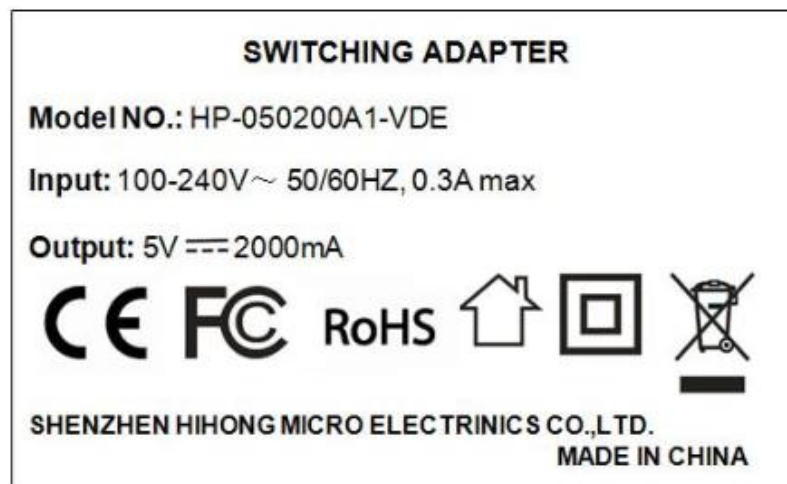 SWITCHING ADAPTER
Model NO.: HP-050200A1-VDE
Input: 100-240V～ 50/60HZ, 0.3A max
Output: 5V ⎓ 2000mA
CE FC RoHS
SHENZHEN HIHONG MICRO ELECTRINICS CO.,LTD.
MADE IN CHINA